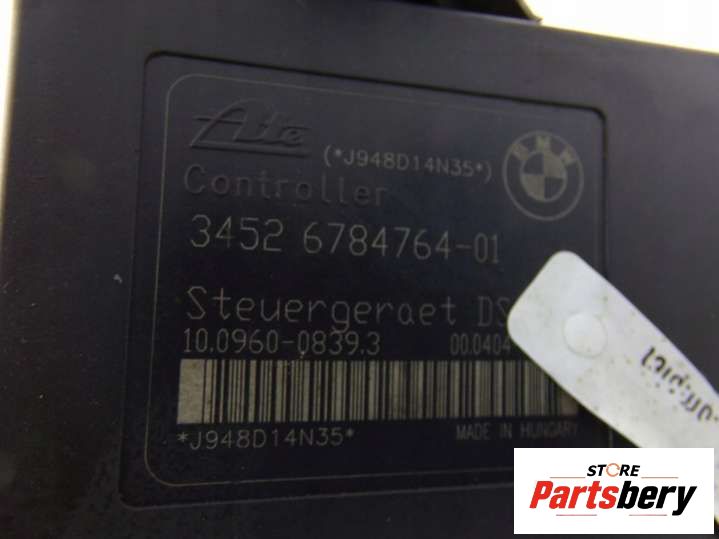 Ate
(*J948D14N35*)
BMW
Controller
3452 6784764-01
Steuergeraet
10.0960-0839.3 00.0404
*J948D14N35* MADE IN HUNGARY
STORE
Partsbery